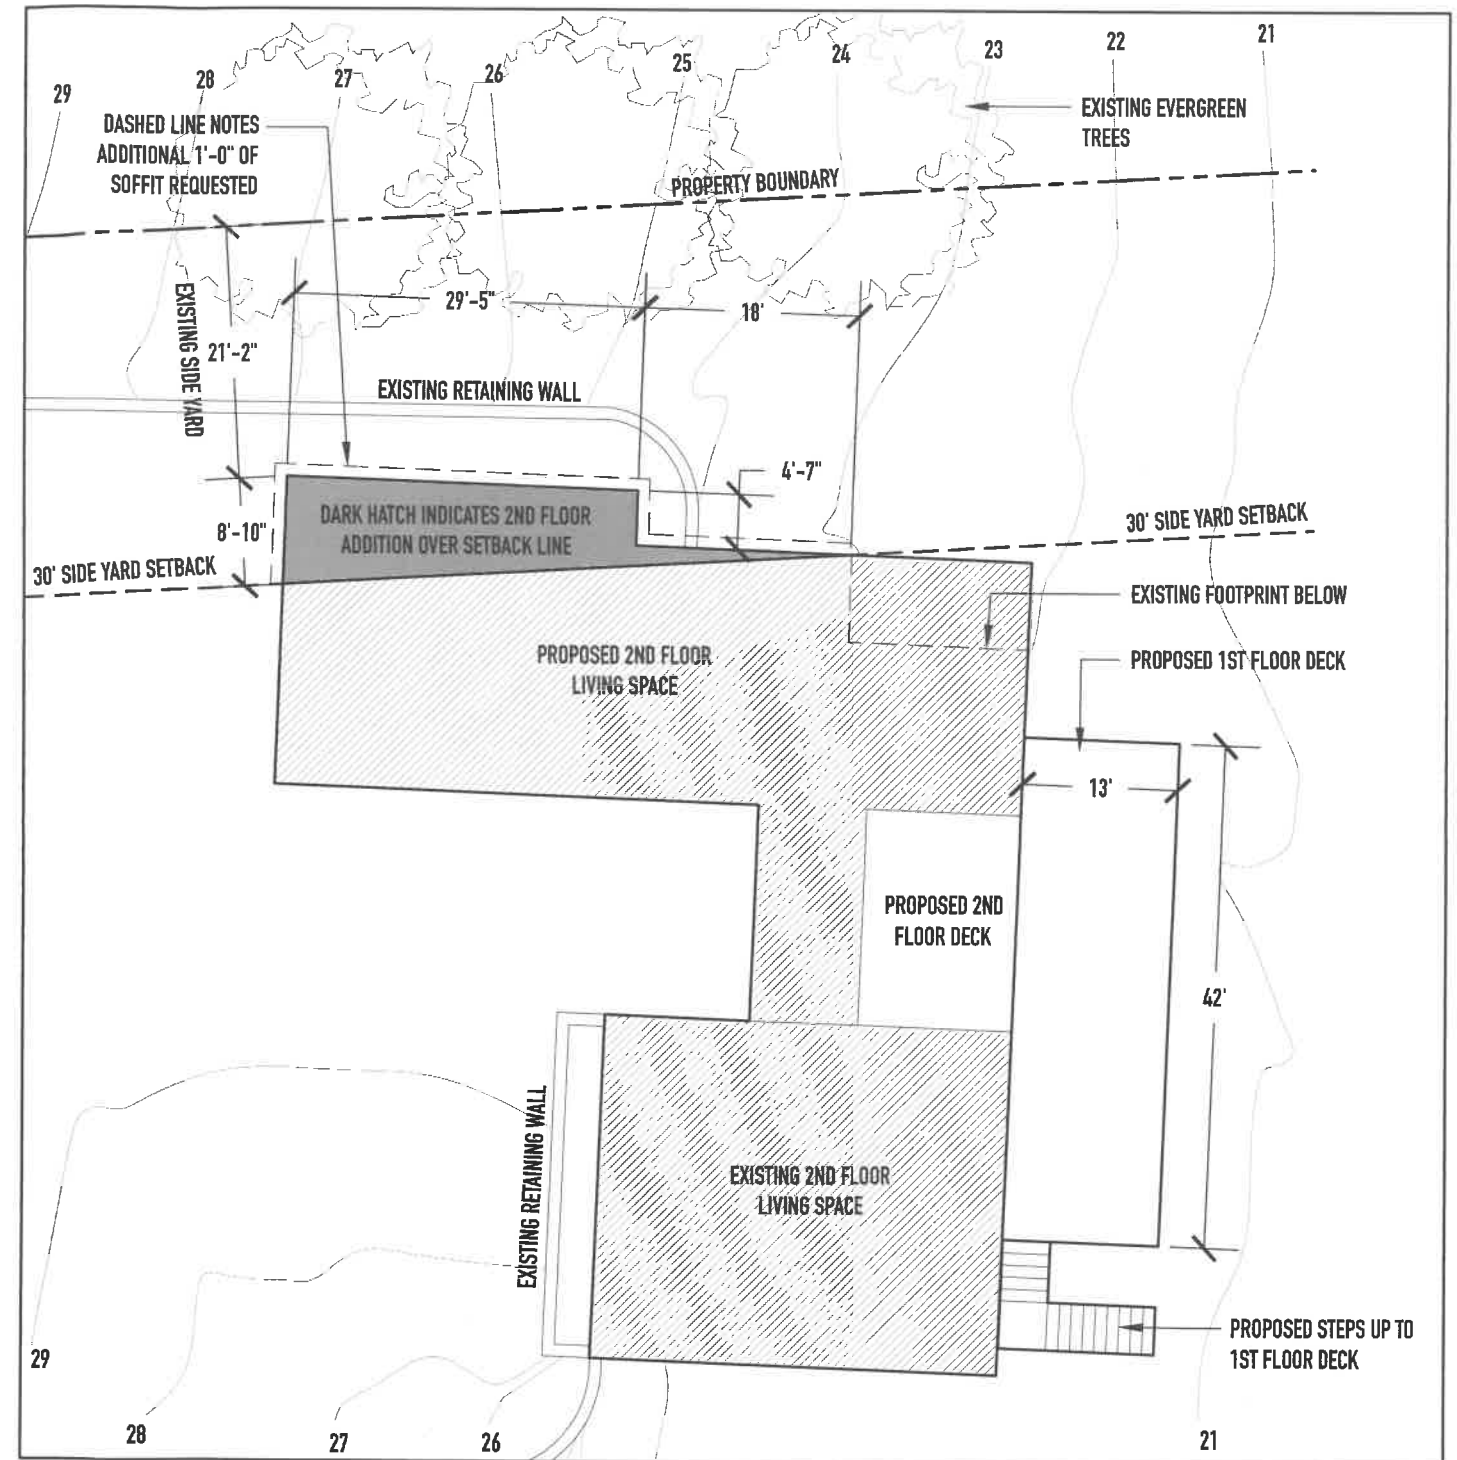 29
28
27
26
25
24
23
22
21
DASHED LINE NOTES
ADDITIONAL 1'-0" OF
SOFFIT REQUESTED
EXISTING EVERGREEN
TREES
PROPERTY BOUNDARY
EXISTING SIDE YARD
21'-2"
29'-5"
18'
EXISTING RETAINING WALL
4'-7"
8'-10"
DARK HATCH INDICATES 2ND FLOOR
ADDITION OVER SETBACK LINE
30' SIDE YARD SETBACK
30' SIDE YARD SETBACK
EXISTING FOOTPRINT BELOW
PROPOSED 2ND FLOOR
LIVING SPACE
PROPOSED 1ST FLOOR DECK
13'
PROPOSED 2ND
FLOOR DECK
42'
EXISTING RETAINING WALL
EXISTING 2ND FLOOR
LIVING SPACE
PROPOSED STEPS UP TO
1ST FLOOR DECK
29
28
27
26
21